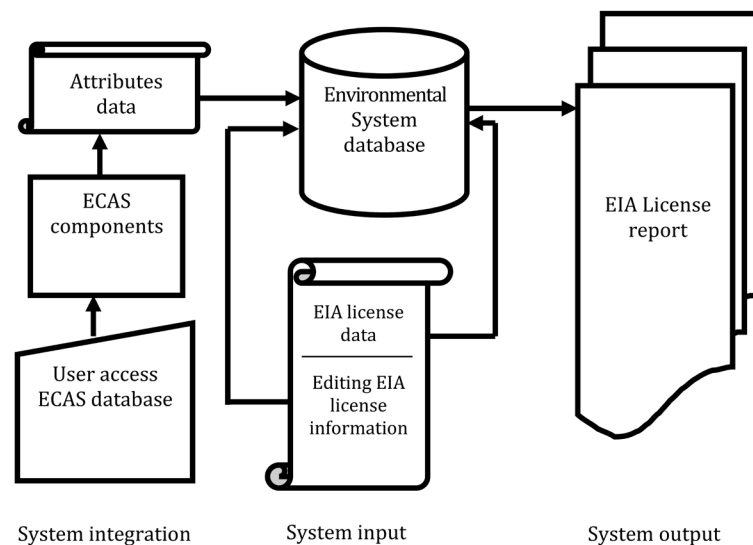 Attributes
data
ECAS
components
User access
ECAS database
System integration
Environmental
System
database
EIA license
data
Editing EIA
license
information
System input
EIA License
report
System output